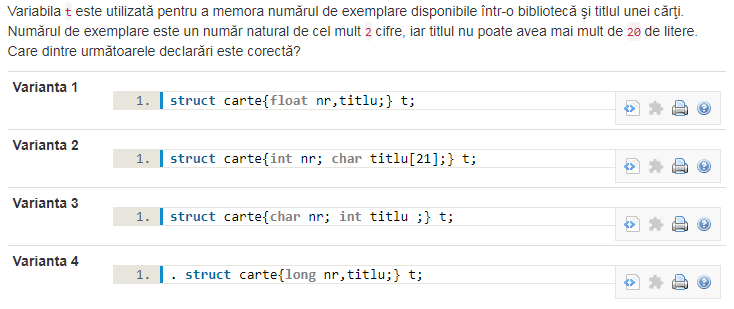 Variabila t este utilizată pentru a memora numărul de exemplare disponibile într-o bibliotecă şi titlul unei cărţi.
Numărul de exemplare este un număr natural de cel mult 2 cifre, iar titlul nu poate avea mai mult de 20 de litere.
Care dintre următoarele declarări este corectă?
Varianta 1
1. struct carte{float nr,titlu;} t;
Varianta 2
1. struct carte{int nr; char titlu[21];} t;
Varianta 3
1. struct carte{char nr; int titlu ;} t;
Varianta 4
1. . struct carte{long nr,titlu;} t;